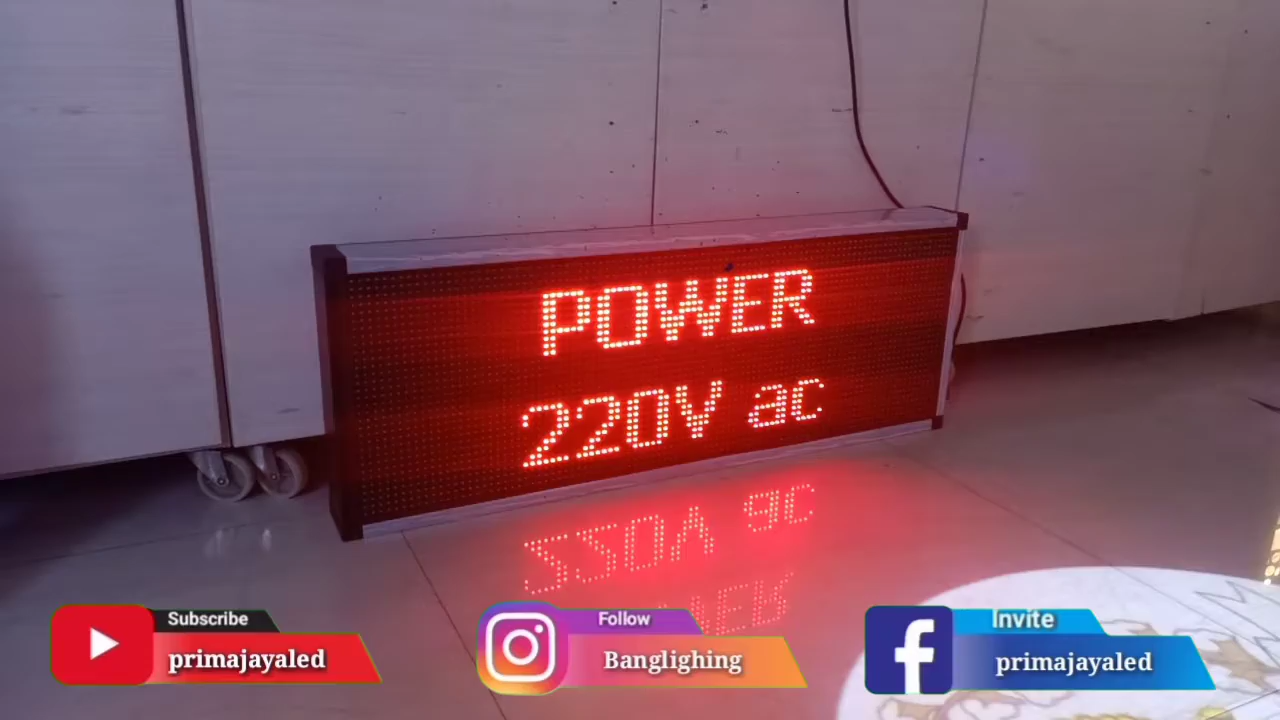 POWER
220V ac
Subscribe
primajayaled
Follow
Banglighing
Invite
primajayaled